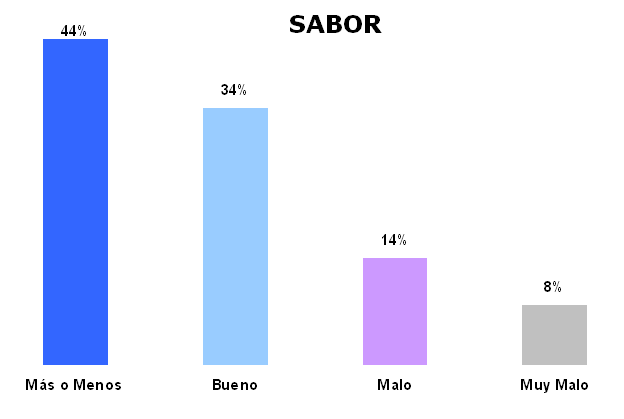 SABOR
44%
34%
14%
8%
Más o Menos
Bueno
Malo
Muy Malo